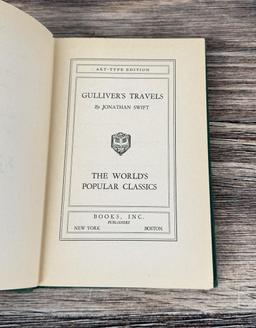 ART-TYPE EDITION
GULLIVER'S TRAVELS
By JONATHAN SWIFT
THE WORLD'S
POPULAR CLASSICS
BOOKS, INC.
PUBLISHERS
NEW YORK BOSTON